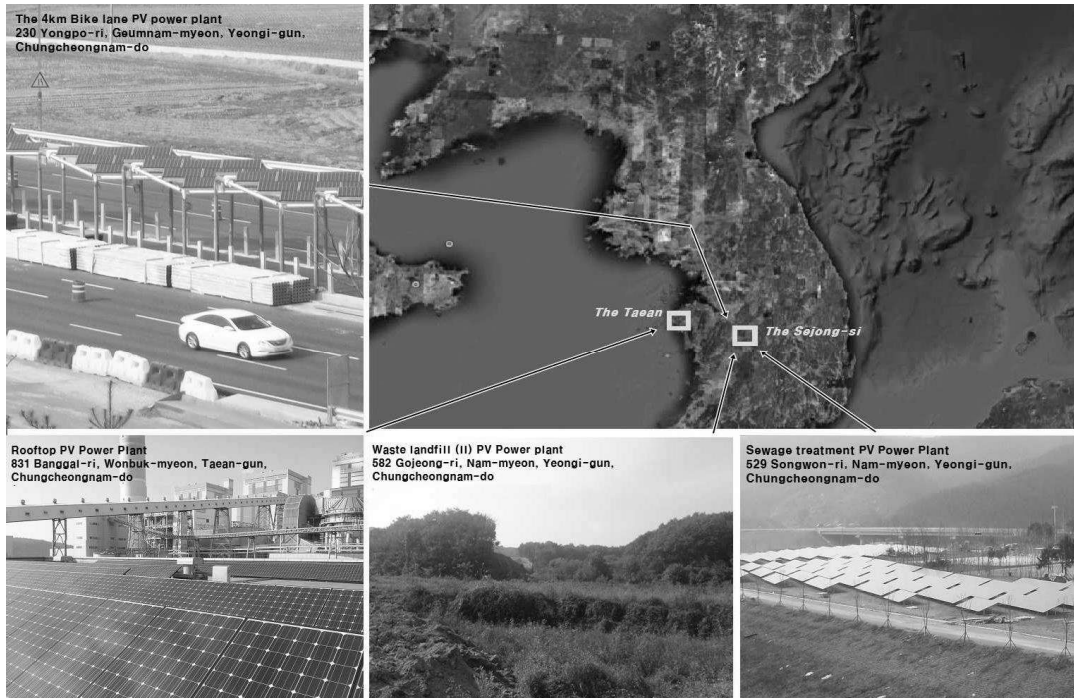 The 4km Bike lane PV power plant
230 Yongpo-ri, Geumnam-myeon, Yeongi-gun,
Chungcheongnam-do
The Taean
The Sejong-si
Rooftop PV Power Plant
831 Banggal-ri, Wonbuk-myeon, Taean-gun,
Chungcheongnam-do
Waste landfill (II) PV Power plant
582 Gojeong-ri, Nam-myeon, Yeongi-gun,
Chungcheongnam-do
Sewage treatment PV Power Plant
529 Songwon-ri, Nam-myeon, Yeongi-gun,
Chungcheongnam-do